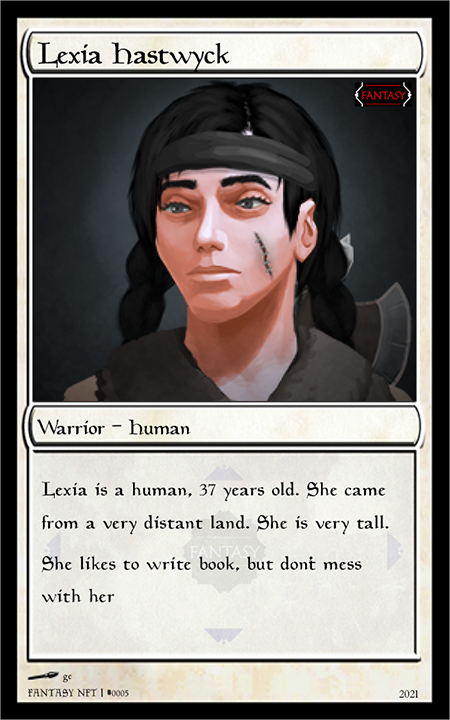 Lexia Hastwyck
FANTASY
Warrior - Human
Lexia is a human, 37 years old. She came
from a very distant land. She is very tall.
She likes to write book, but dont mess
with her
FANTASY
gc
FANTASY NFT | #0005
2021